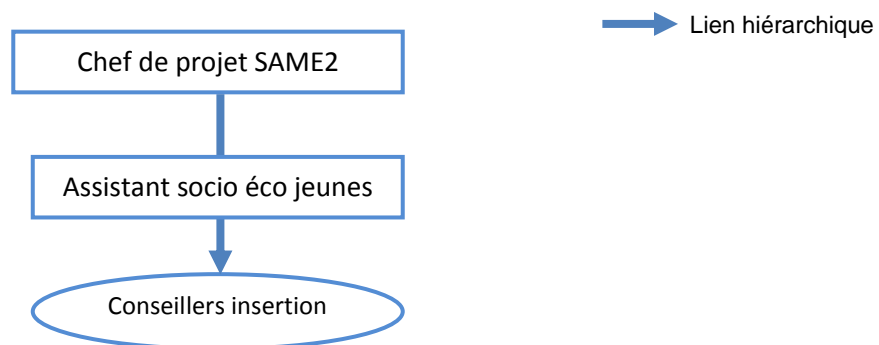 Lien hiérarchique
Chef de projet SAME2
Assistant socio éco jeunes
Conseillers insertion